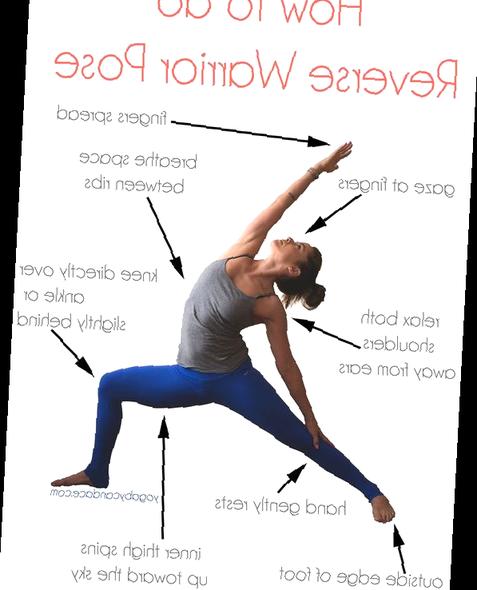 How to do
Reverse Warrior Pose
fingers spread
breathe space
between ribs
gaze at fingers
knee directly over
ankle or
slightly behind
relax both
shoulders
away from ears
yogabycandace.com
hand gently rests
inner thigh spins
up toward the sky
outside edge of foot